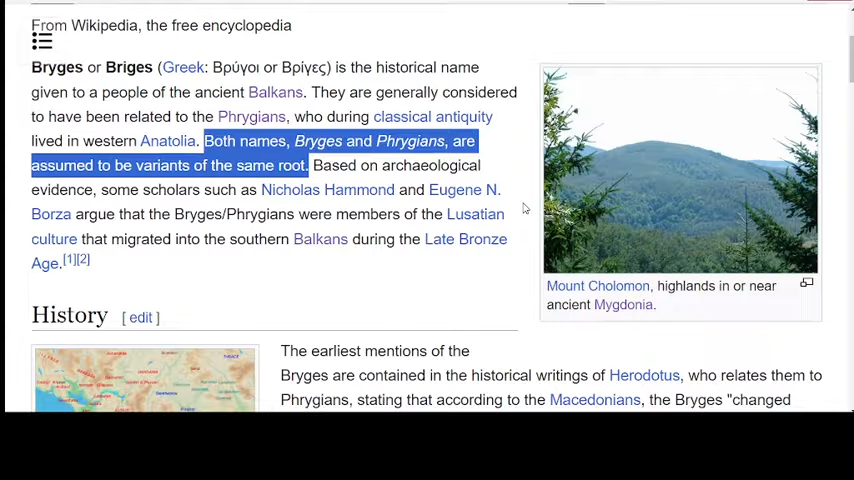 From Wikipedia, the free encyclopedia
Bryges or Briges (Greek: Βρύγοι or Βρίγες) is the historical name
given to a people of the ancient Balkans. They are generally considered
to have been related to the Phrygians, who during classical antiquity
lived in western Anatolia. Both names, Bryges and Phrygians, are
assumed to be variants of the same root. Based on archaeological
evidence, some scholars such as Nicholas Hammond and Eugene N.
Borza argue that the Bryges/Phrygians were members of the Lusatian
culture that migrated into the southern Balkans during the Late Bronze
Age.[1][2]
Mount Cholomon, highlands in or near
ancient Mygdonia.
History [ edit ]
The earliest mentions of the
Bryges are contained in the historical writings of Herodotus, who relates them to
Phrygians, stating that according to the Macedonians, the Bryges "changed